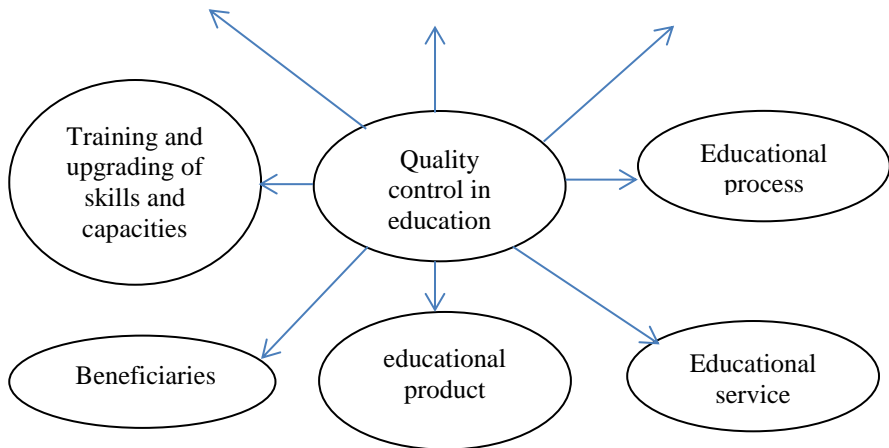 Training and
upgrading of
skills and
capacities
Quality
control in
education
Educational
process
Beneficiaries
educational
product
Educational
service